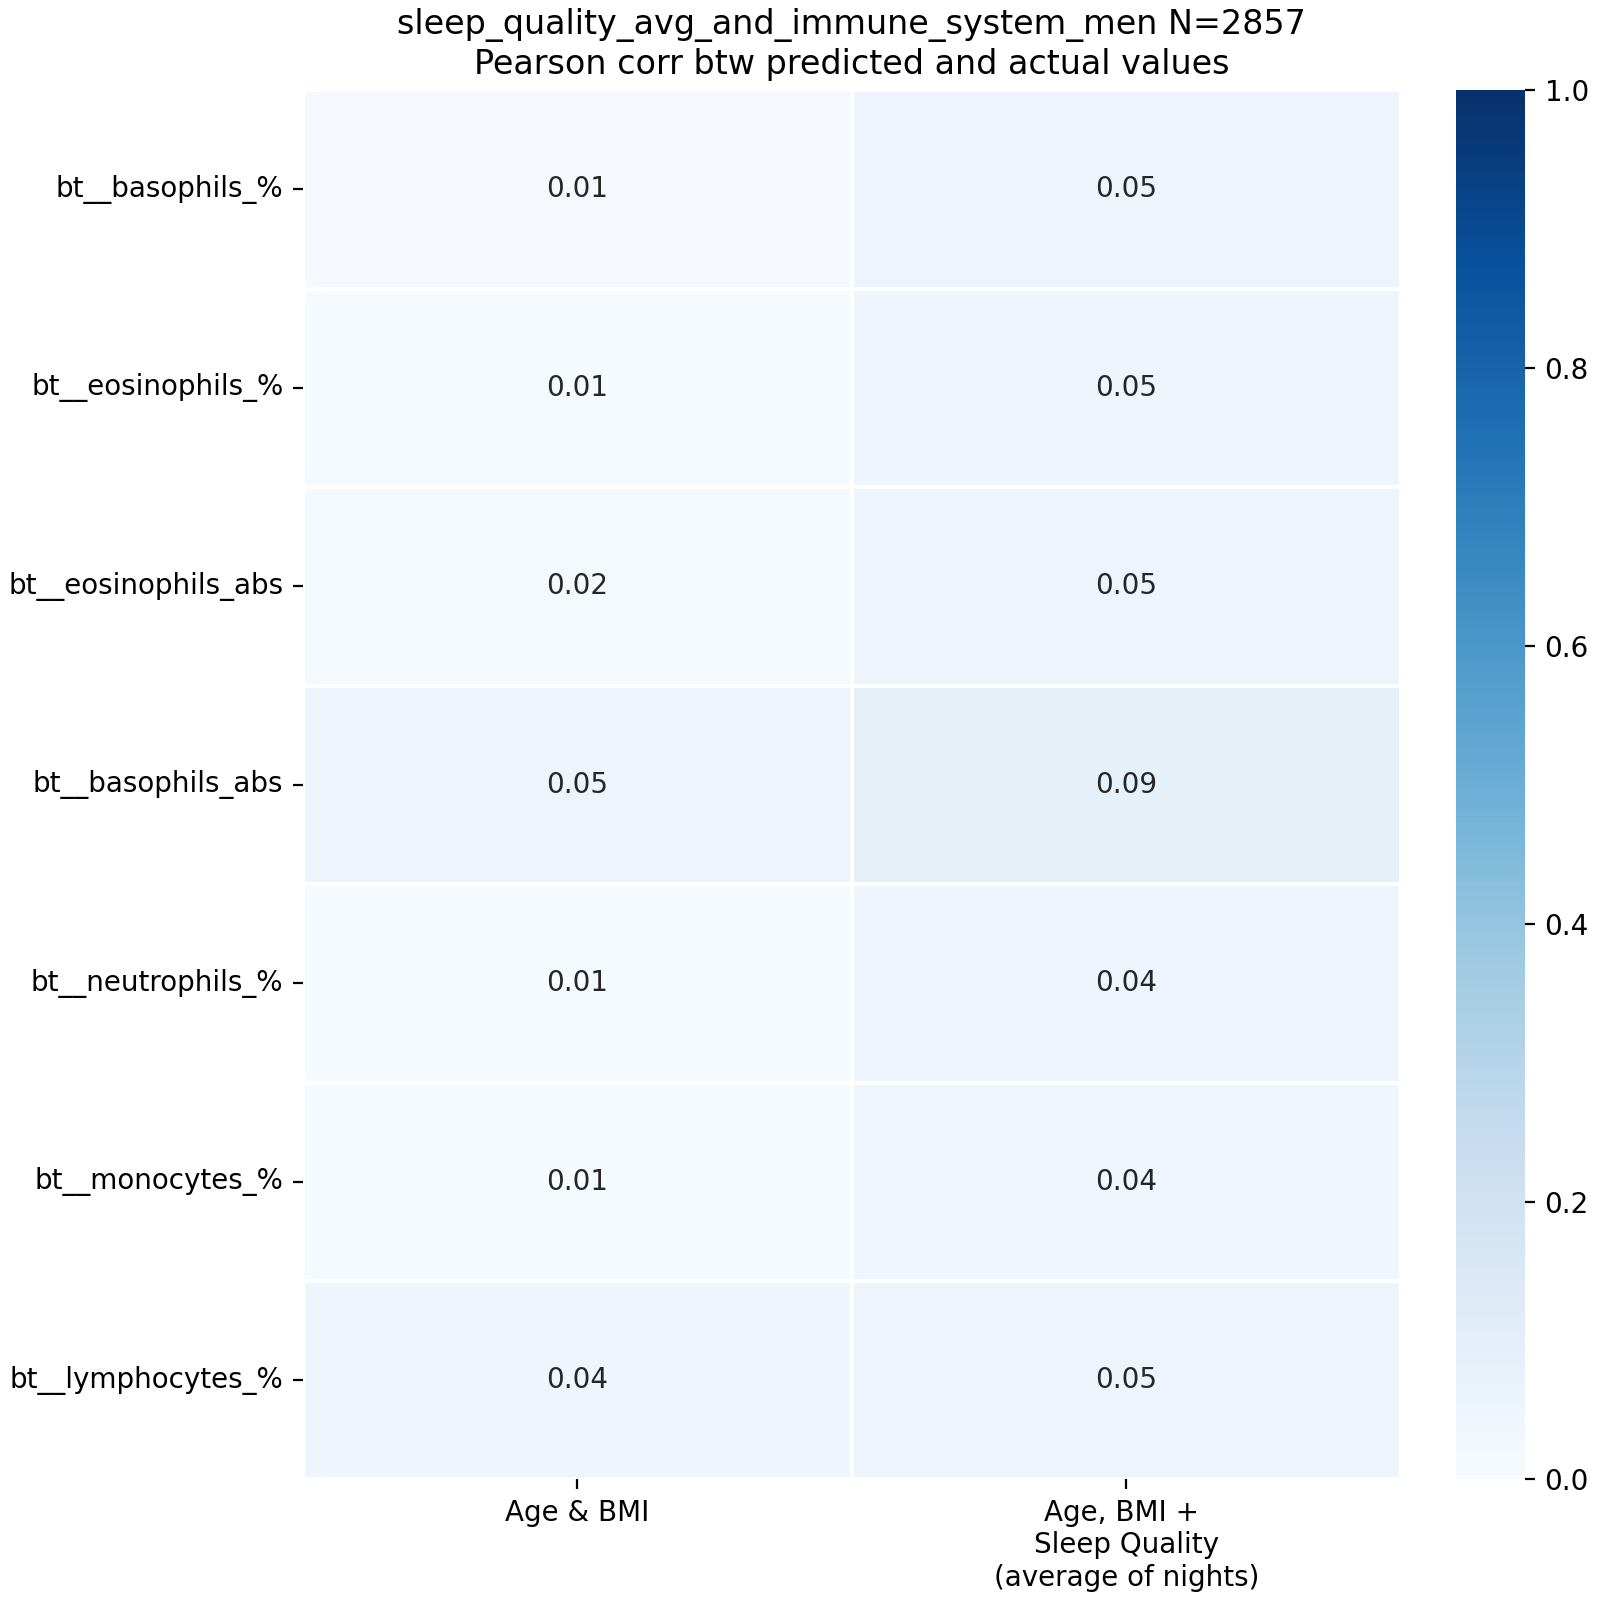 sleep_quality_avg_and_immune_system_men N=2857
Pearson corr btw predicted and actual values
bt__basophils_% 0.01 0.05
bt__eosinophils_% 0.01 0.05
bt__eosinophils_abs 0.02 0.05
bt__basophils_abs 0.05 0.09
bt__neutrophils_% 0.01 0.04
bt__monocytes_% 0.01 0.04
bt__lymphocytes_% 0.04 0.05
Age & BMI
Age, BMI +
Sleep Quality
(average of nights)
1.0
0.8
0.6
0.4
0.2
0.0